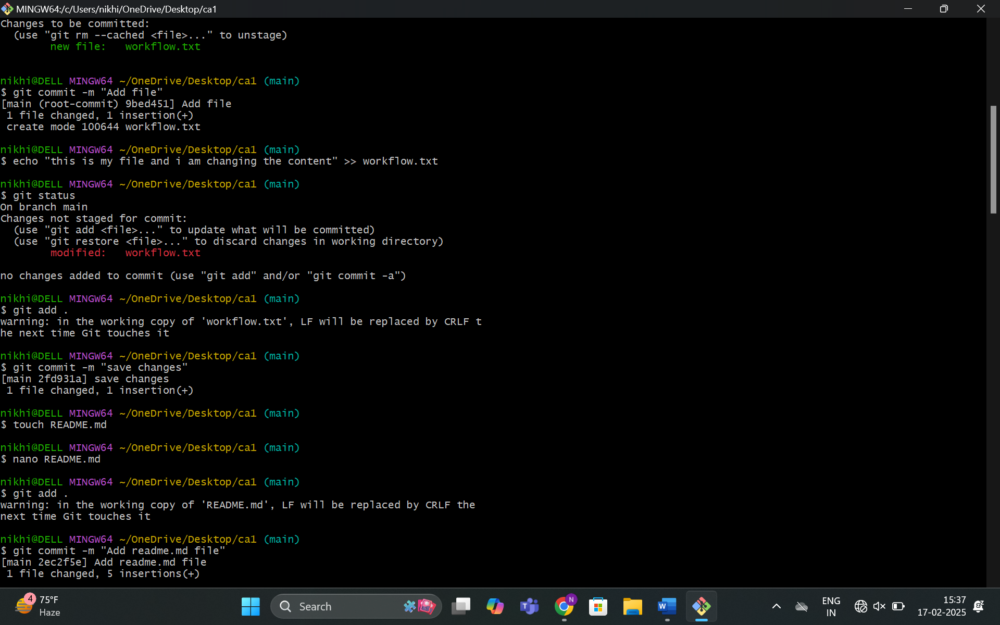 MINGW64:/c/Users/nikhi/OneDrive/Desktop/ca1
Changes to be committed:
  (use "git rm --cached <file>..." to unstage)
        new file:   workflow.txt
nikhi@DELL MINGW64 ~/OneDrive/Desktop/ca1 (main)
$ git commit -m "Add file"
[main (root-commit) 9bed451] Add file
 1 file changed, 1 insertion(+)
 create mode 100644 workflow.txt
nikhi@DELL MINGW64 ~/OneDrive/Desktop/ca1 (main)
$ echo "this is my file and i am changing the content" >> workflow.txt
nikhi@DELL MINGW64 ~/OneDrive/Desktop/ca1 (main)
$ git status
On branch main
Changes not staged for commit:
  (use "git add <file>..." to update what will be committed)
  (use "git restore <file>..." to discard changes in working directory)
        modified:   workflow.txt
no changes added to commit (use "git add" and/or "git commit -a")
nikhi@DELL MINGW64 ~/OneDrive/Desktop/ca1 (main)
$ git add .
warning: in the working copy of 'workflow.txt', LF will be replaced by CRLF t
he next time Git touches it
nikhi@DELL MINGW64 ~/OneDrive/Desktop/ca1 (main)
$ git commit -m "save changes"
[main 2fd931a] save changes
 1 file changed, 1 insertion(+)
nikhi@DELL MINGW64 ~/OneDrive/Desktop/ca1 (main)
$ touch README.md
nikhi@DELL MINGW64 ~/OneDrive/Desktop/ca1 (main)
$ nano README.md
nikhi@DELL MINGW64 ~/OneDrive/Desktop/ca1 (main)
$ git add .
warning: in the working copy of 'README.md', LF will be replaced by CRLF the
next time Git touches it
nikhi@DELL MINGW64 ~/OneDrive/Desktop/ca1 (main)
$ git commit -m "Add readme.md file"
[main 2ec2f5e] Add readme.md file
 1 file changed, 5 insertions(+)
4
75°F
Haze
Search
T
N
W
ENG
IN
15:37
17-02-2025